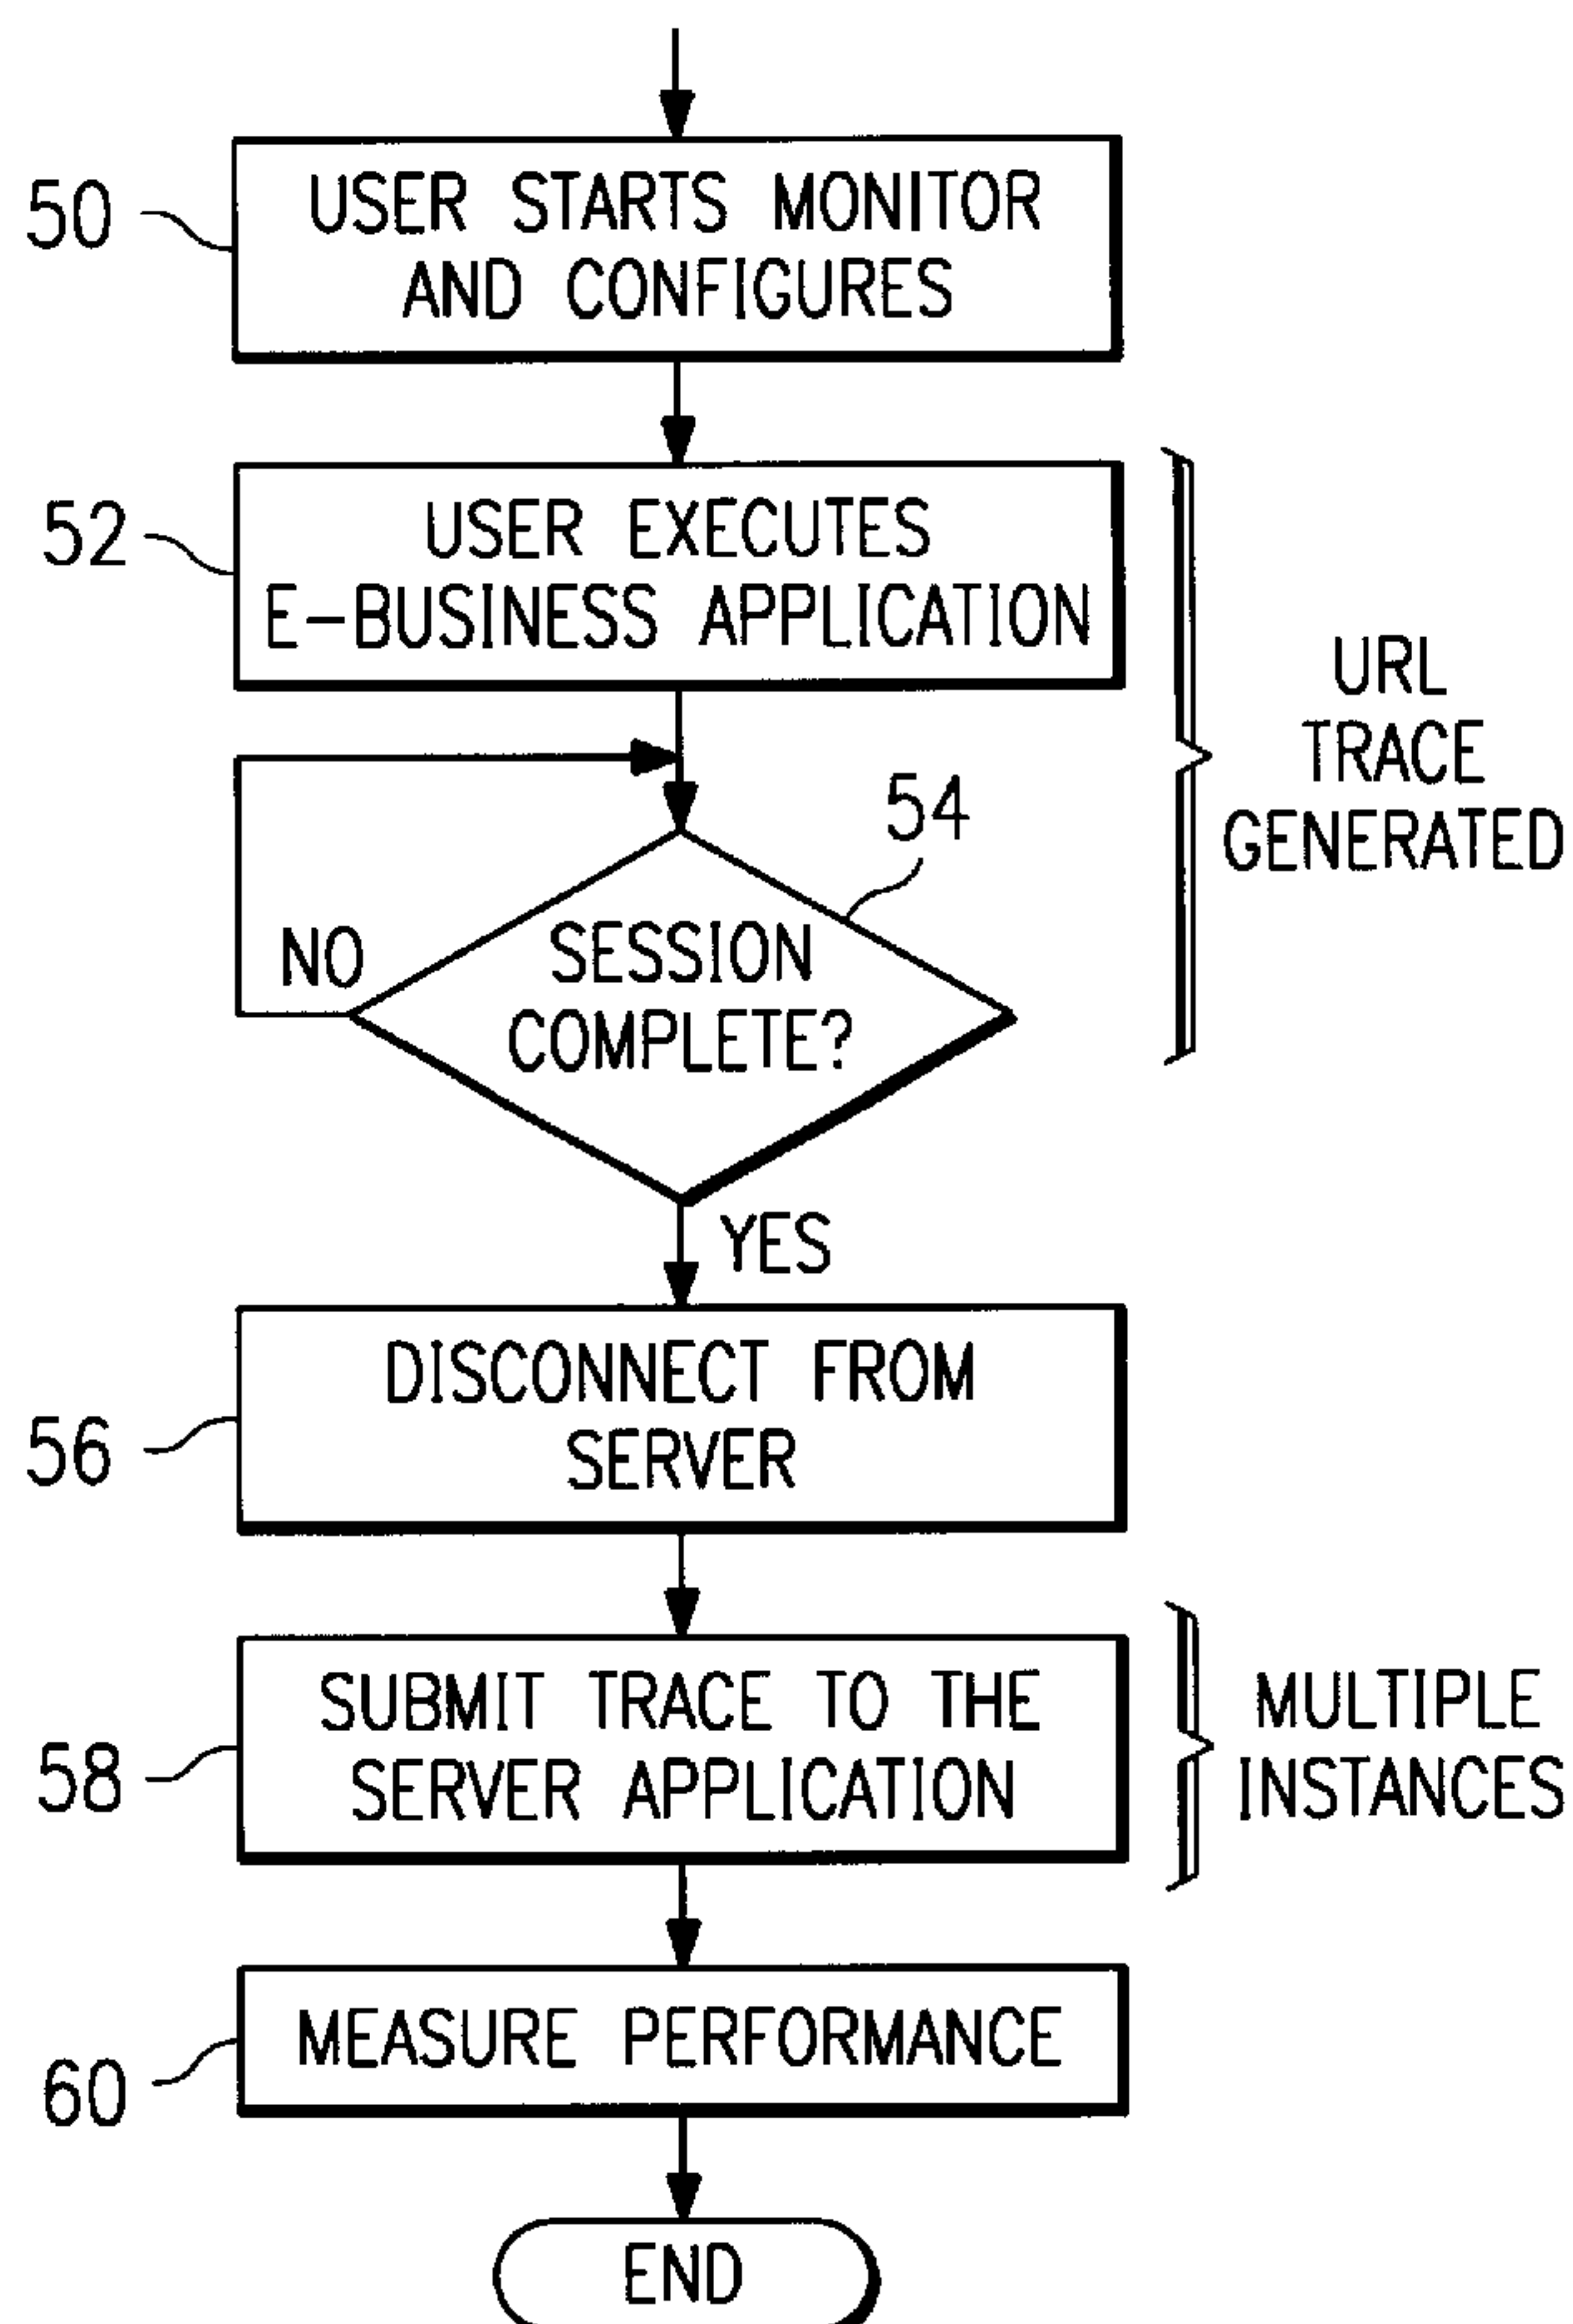 50
USER STARTS MONITOR
AND CONFIGURES
52
USER EXECUTES
E-BUSINESS APPLICATION
URL
TRACE
GENERATED
54
NO
SESSION
COMPLETE?
YES
56
DISCONNECT FROM
SERVER
58
SUBMIT TRACE TO THE
SERVER APPLICATION
MULTIPLE
INSTANCES
60
MEASURE PERFORMANCE
END